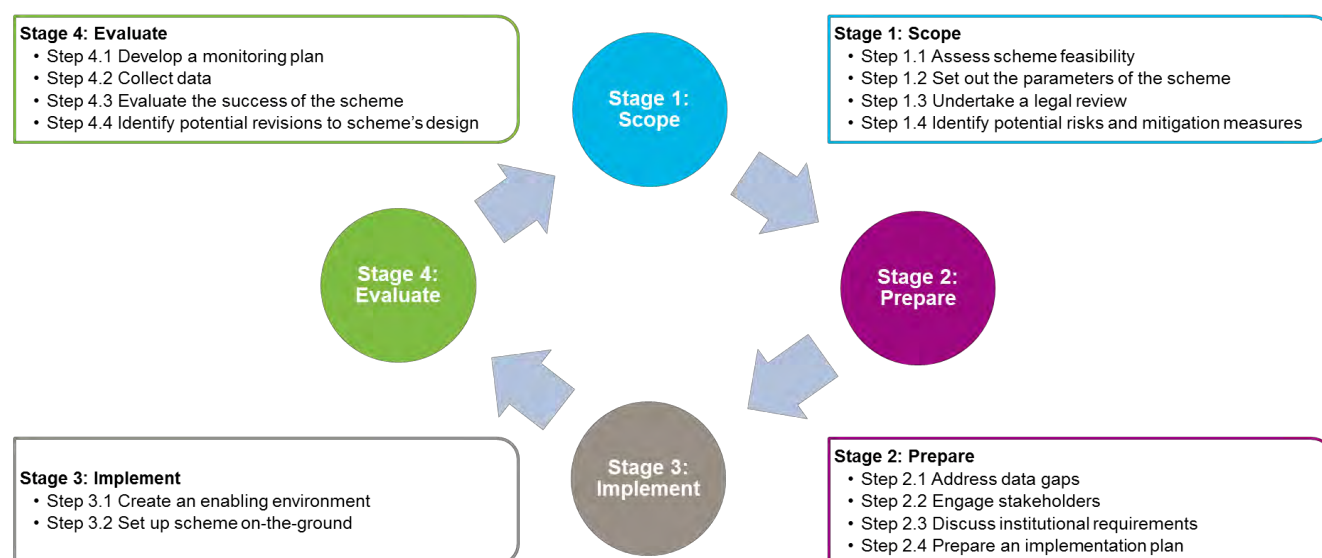 Stage 4: Evaluate
• Step 4.1 Develop a monitoring plan
• Step 4.2 Collect data
• Step 4.3 Evaluate the success of the scheme
• Step 4.4 Identify potential revisions to scheme's design
Stage 1:
Scope
Stage 1: Scope
• Step 1.1 Assess scheme feasibility
• Step 1.2 Set out the parameters of the scheme
• Step 1.3 Undertake a legal review
• Step 1.4 Identify potential risks and mitigation measures
Stage 4:
Evaluate
Stage 2:
Prepare
Stage 3: Implement
• Step 3.1 Create an enabling environment
• Step 3.2 Set up scheme on-the-ground
Stage 3:
Implement
Stage 2: Prepare
• Step 2.1 Address data gaps
• Step 2.2 Engage stakeholders
• Step 2.3 Discuss institutional requirements
• Step 2.4 Prepare an implementation plan